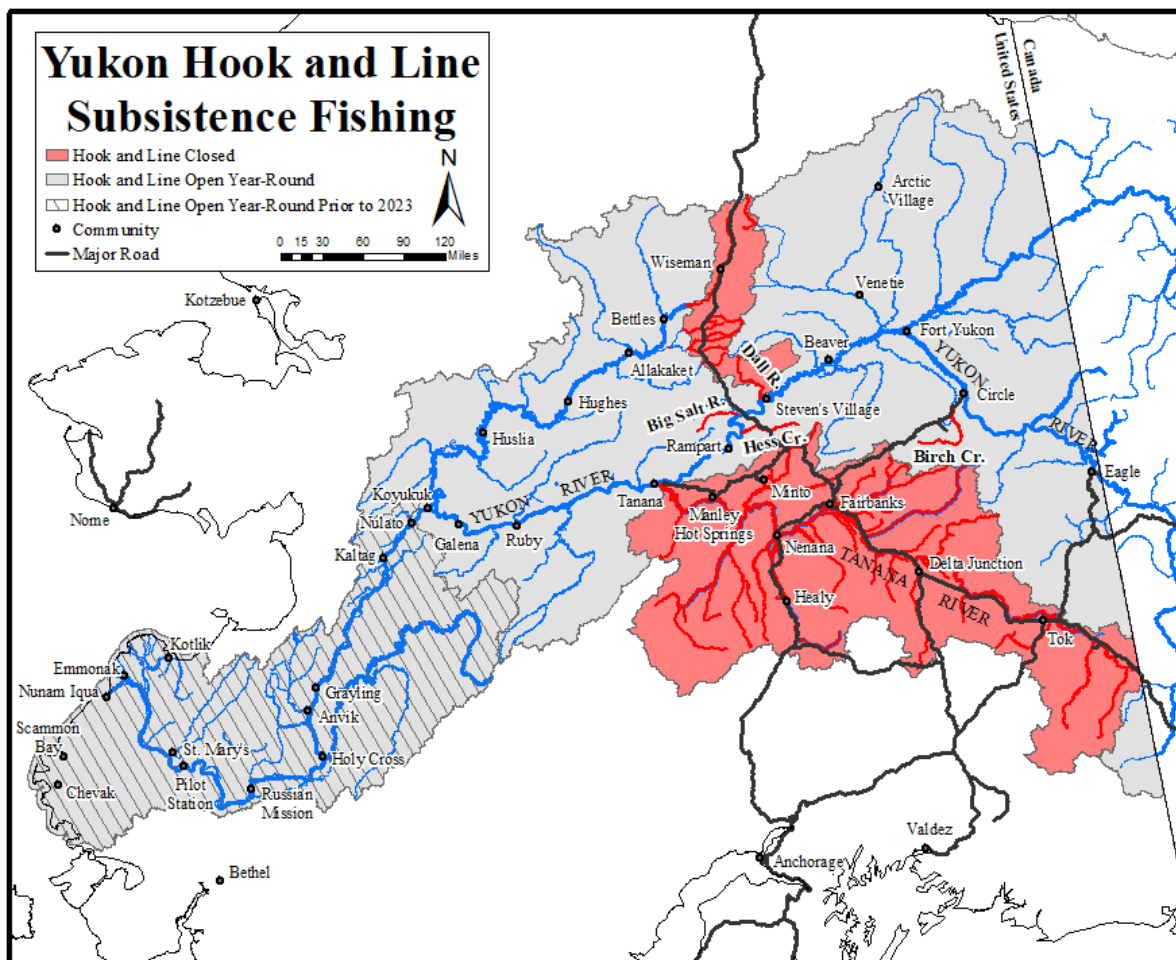 Yukon Hook and Line
Subsistence Fishing
Hook and Line Closed
Hook and Line Open Year-Round
Hook and Line Open Year-Round Prior to 2023
Community
Major Road
N
0 15 30 60 90 120
Miles
Canada
United States
Arctic
Village
Wiseman
Kotzebue
Venetie
Bettles
Fort Yukon
Beaver
YUKON
Allakaket
Dall R.
Circle
Hughes
Steven's Village
Big Salt R.
Huslia
Rampart
Hess Cr.
RIVER
Birch Cr.
Eagle
Koyukuk
YUKON
RIVER
Tanana
Minto
Nome
Nulato
Manley
Hot Springs
Fairbanks
Galena
Ruby
Nenana
Kaltag
TANANA
Delta Junction
Healy
RIVER
Tok
Kotlik
Emmonak
Nunam Iqua
Grayling
Anvik
Scammon
Bay
St. Mary's
Holy Cross
Pilot
Station
Chevak
Russian
Mission
Valdez
Anchorage
Bethel